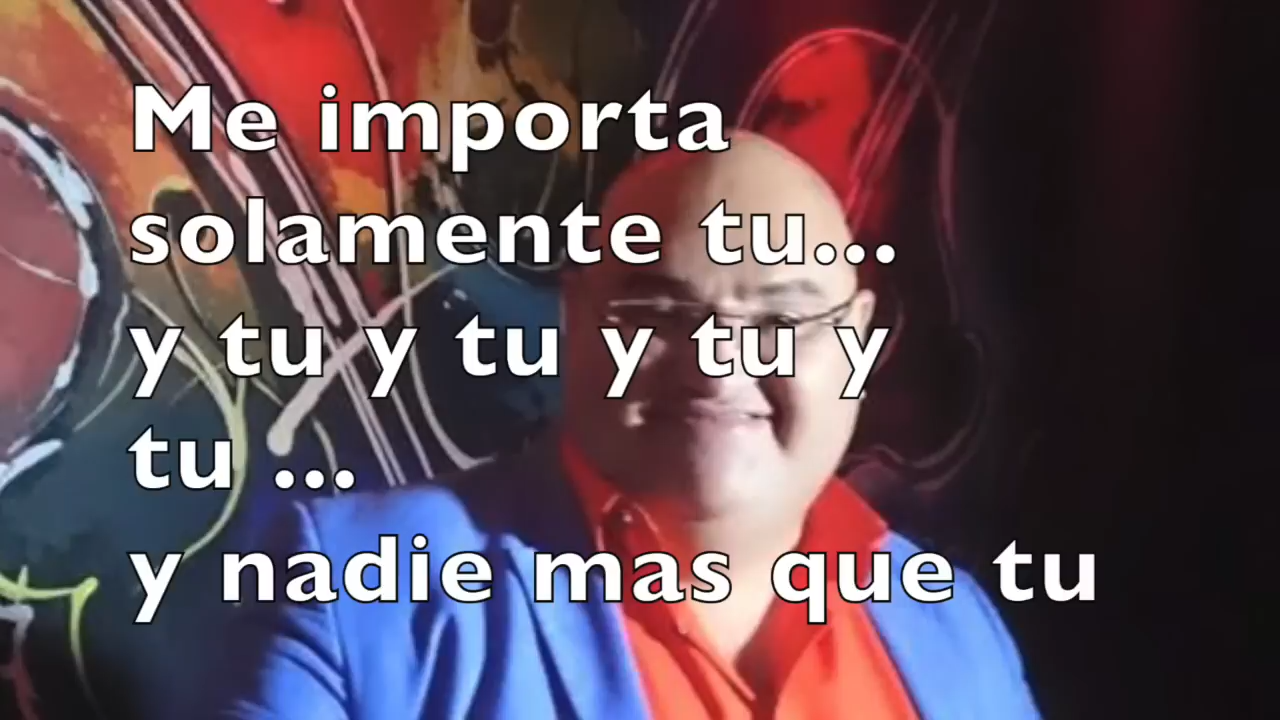 Me importa
solamente tu...
y tu y tu y tu y
tu ...
y nadie mas que tu